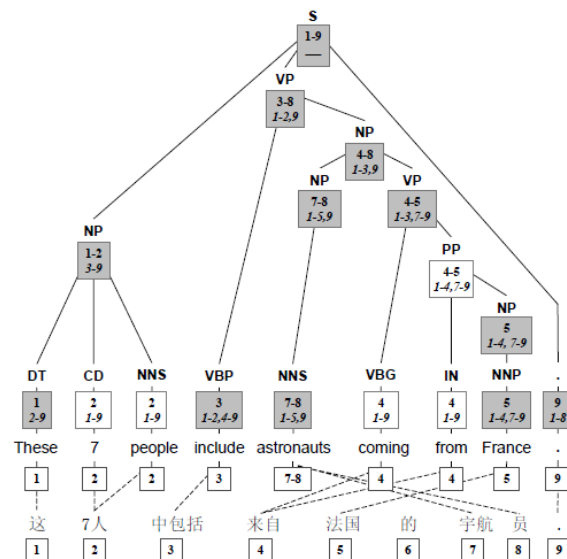 S
1-9
VP
3-8
1-2,9
NP
4-8
1-3,9
NP
7-8
1-5,9
VP
4-5
1-3,7-9
NP
1-2
3-9
PP
4-5
1-4,7-9
NP
5
1-4, 7-9
DT CD NNS VBP NNS VBG IN NNP .
1 2 2 3 7-8 4 4 5 9
2-9 1-9 1-9 1-2,4-9 1-5,9 1-9 1-9 1-4,7-9 1-8
These 7 people include astronauts coming from France .
1 2 2 3 7-8 4 4 5 9
这 7人 中包括 来自 法国 的 宇航 员 .
1 2 3 4 5 6 7 8 9